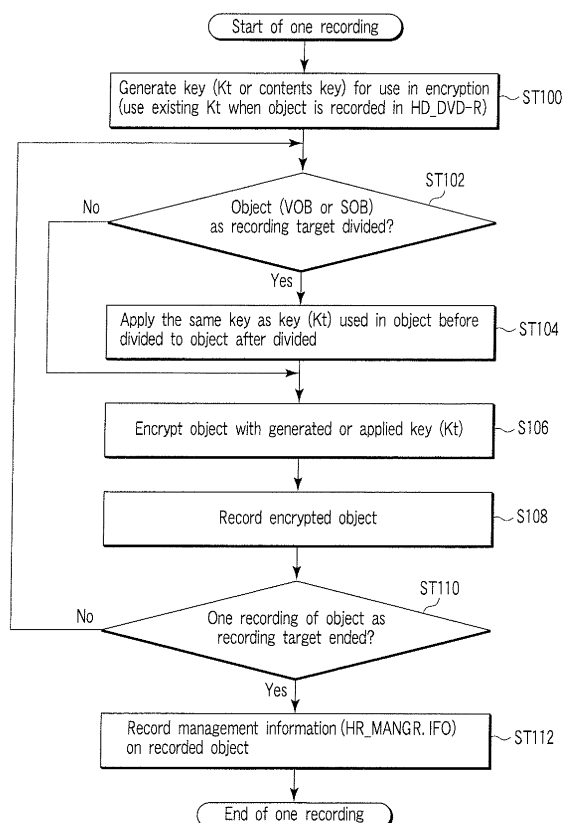 Start of one recording
Generate key (Kt or contents key) for use in encryption
(use existing Kt when object is recorded in HD_DVD-R)
ST100
ST102
No
Object (VOB or SOB)
as recording target divided?
Yes
Apply the same key as key (Kt) used in object before
divided to object after divided
ST104
Encrypt object with generated or applied key (Kt)
S106
Record encrypted object
S108
ST110
No
One recording of object as
recording target ended?
Yes
Record management information (HR_MANGR. IFO)
on recorded object
ST112
End of one recording